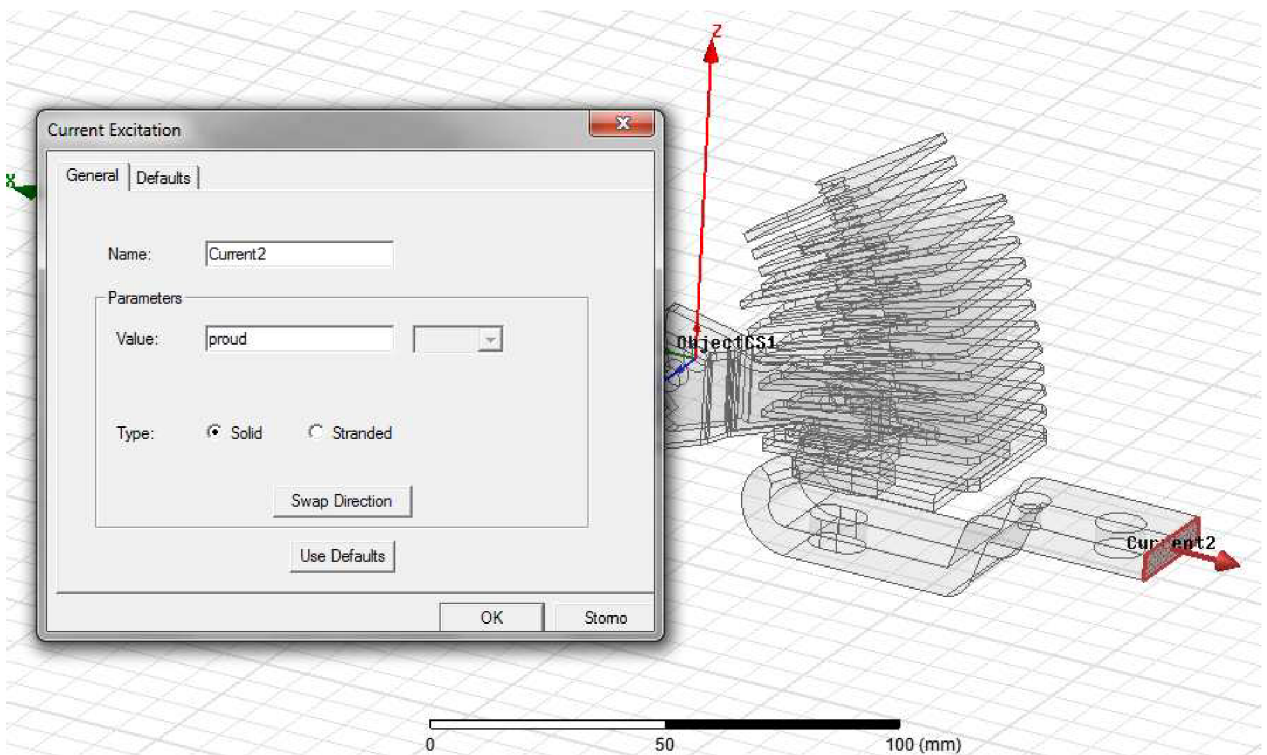 Z
Current Excitation
X
General
Defaults
Name:
Current2
Parameters
Value:
proud
ObjectCS1
Type:
Solid
Stranded
Swap Direction
Use Defaults
Current2
OK
Storno
0
50
100 (mm)